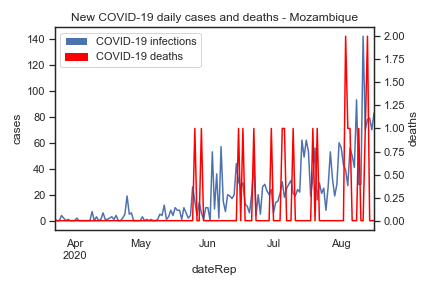 New COVID-19 daily cases and deaths - Mozambique
COVID-19 infections
COVID-19 deaths
140
120
100
80
60
40
20
0
cases
2.00
1.75
1.50
1.25
1.00
0.75
0.50
0.25
0.00
deaths
Apr
2020
May
Jun
Jul
Aug
dateRep